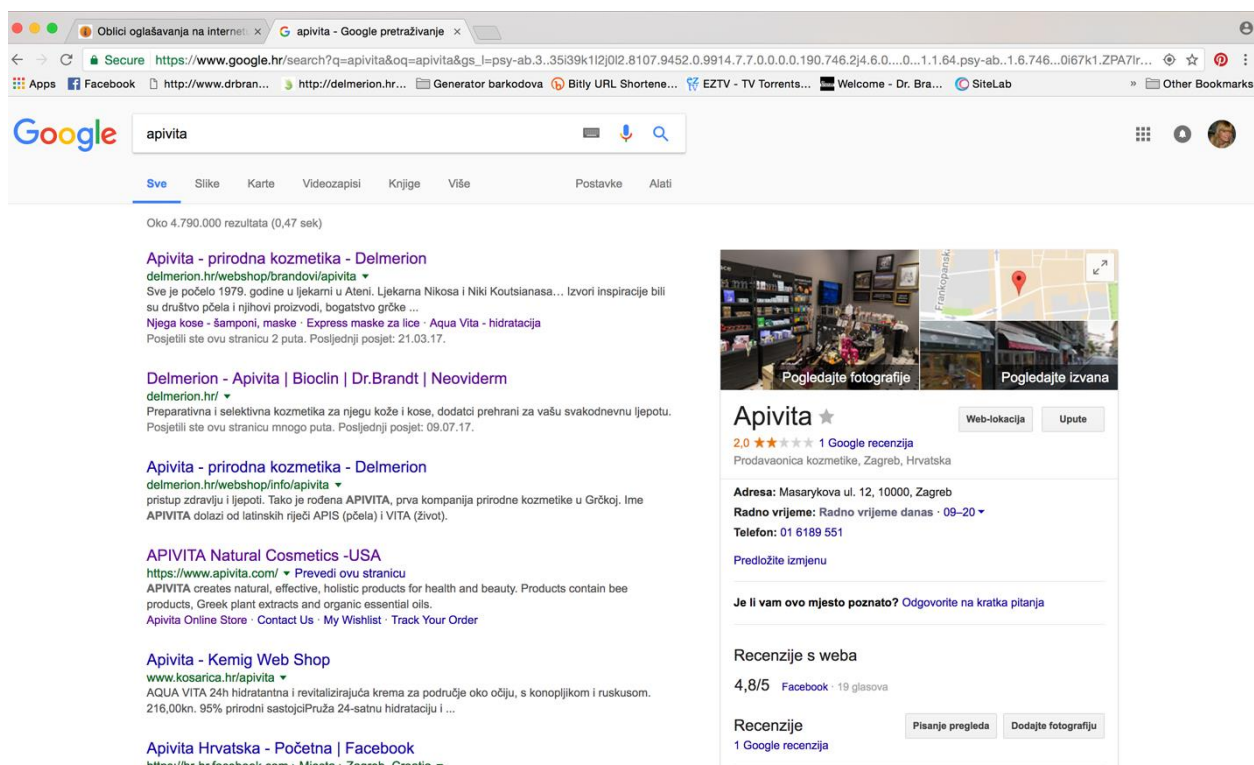 Oblici oglašavanja na internet
apivita - Google pretraživanje
Secure https://www.google.hr/search?q=apivita&oq=apivita&gs_l=psy-ab.3..35i39k1l2j0l2.8107.9452.0.9914.7.7.0.0.0.0.190.746.2j4.6.0....0...1.1.64.psy-ab..1.6.746...0i67k1.ZPA7lr...
Apps Facebook http://www.drbran... http://delmerion.hr... Generator barkodova Bitly URL Shortene... EZTV - TV Torrents... Welcome - Dr. Bra... SiteLab » Other Bookmarks
Google apivita
Sve Slike Karte Videozapisi Knjige Više Postavke Alati
Oko 4.790.000 rezultata (0,47 sek)
Apivita - prirodna kozmetika - Delmerion
delmerion.hr/webshop/brandovi/apivita
Sve je počelo 1979. godine u ljekarni u Ateni. Ljekarna Nikosa i Niki Koutsianasa… Izvori inspiracije bili
su društvo pčela i njihovi proizvodi, bogatstvo grčke ...
Njega kose - šamponi, maske · Express maske za lice · Aqua Vita - hidratacija
Posjetili ste ovu stranicu 2 puta. Posljednji posjet: 21.03.17.
Delmerion - Apivita | Bioclin | Dr.Brandt | Neoviderm
delmerion.hr/
Preparativna i selektivna kozmetika za njegu kože i kose, dodatci prehrani za vašu svakodnevnu ljepotu.
Posjetili ste ovu stranicu mnogo puta. Posljednji posjet: 09.07.17.
Apivita - prirodna kozmetika - Delmerion
delmerion.hr/webshop/info/apivita
pristup zdravlju i ljepoti. Tako je rođena APIVITA, prva kompanija prirodne kozmetike u Grčkoj. Ime
APIVITA dolazi od latinskih riječi APIS (pčela) i VITA (život).
APIVITA Natural Cosmetics -USA
https://www.apivita.com/ Prevedi ovu stranicu
APIVITA creates natural, effective, holistic products for health and beauty. Products contain bee
products, Greek plant extracts and organic essential oils.
Apivita Online Store · Contact Us · My Wishlist · Track Your Order
Apivita - Kemig Web Shop
www.kosarica.hr/apivita
AQUA VITA 24h hidratantna i revitalizirajuća krema za područje oko očiju, s konopljikom i ruskusom.
216,00kn. 95% prirodni sastojciPruža 24-satnu hidrataciju i ...
Apivita Hrvatska - Početna | Facebook
https://hr-hr.facebook.com › Mjesta › Zagreb, Croatia
Frankopansk
Pogledajte fotografije
Pogledajte izvana
Apivita
Web-lokacija Upute
2,0 1 Google recenzija
Prodavaonica kozmetike, Zagreb, Hrvatska
Adresa: Masarykova ul. 12, 10000, Zagreb
Radno vrijeme: Radno vrijeme danas · 09–20
Telefon: 01 6189 551
Predložite izmjenu
Je li vam ovo mjesto poznato? Odgovorite na kratka pitanja
Recenzije s weba
4,8/5 Facebook · 19 glasova
Recenzije
Pisanje pregleda Dodajte fotografiju
1 Google recenzija